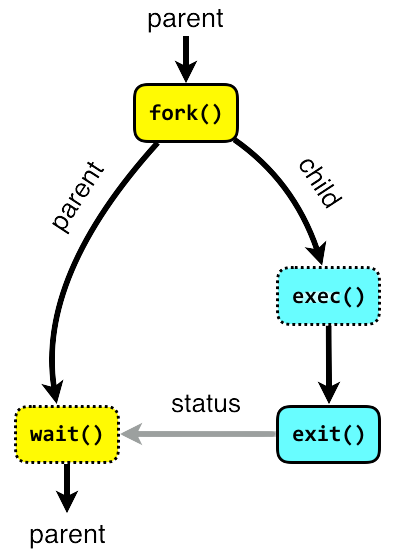 parent
fork()
parent
child
exec()
status
wait()
exit()
parent